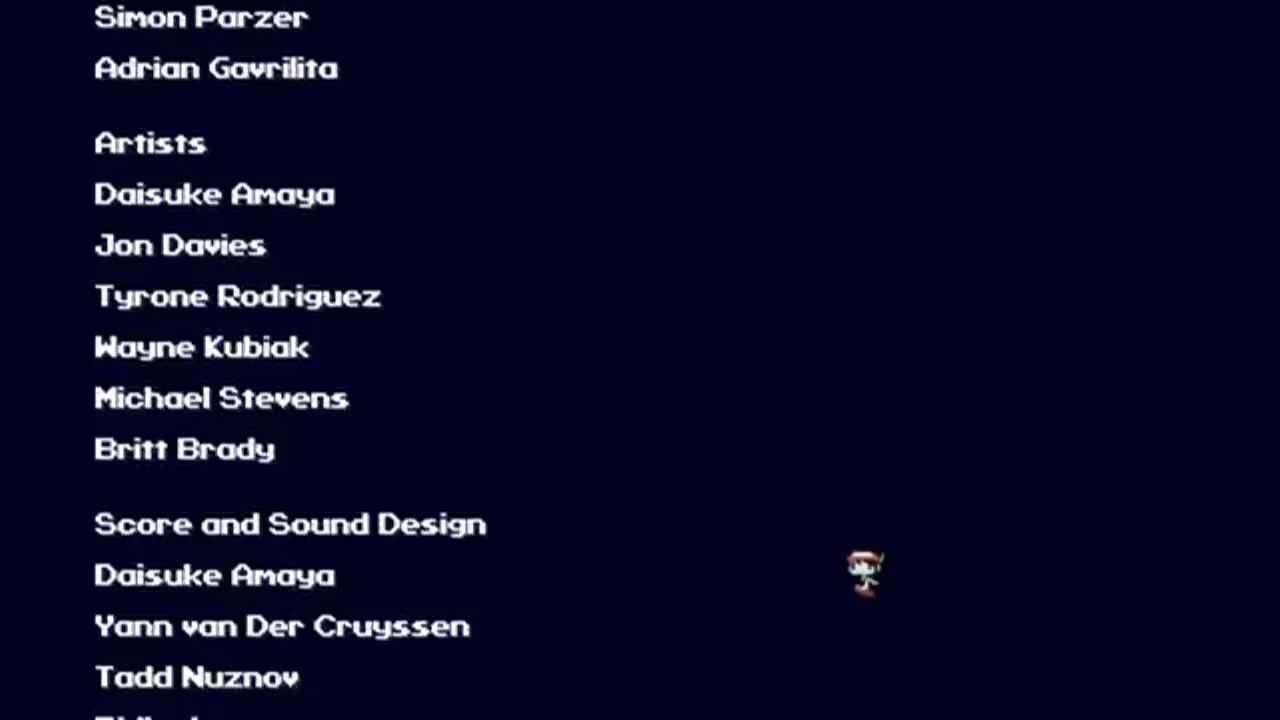 Simon Parzer
Adrian Gavrilita
Artists
Daisuke Amaya
Jon Davies
Tyrone Rodriguez
Wayne Kubiak
Michael Stevens
Britt Brady
Score and Sound Design
Daisuke Amaya
Yann van Der Cruyssen
Tadd Nuznov